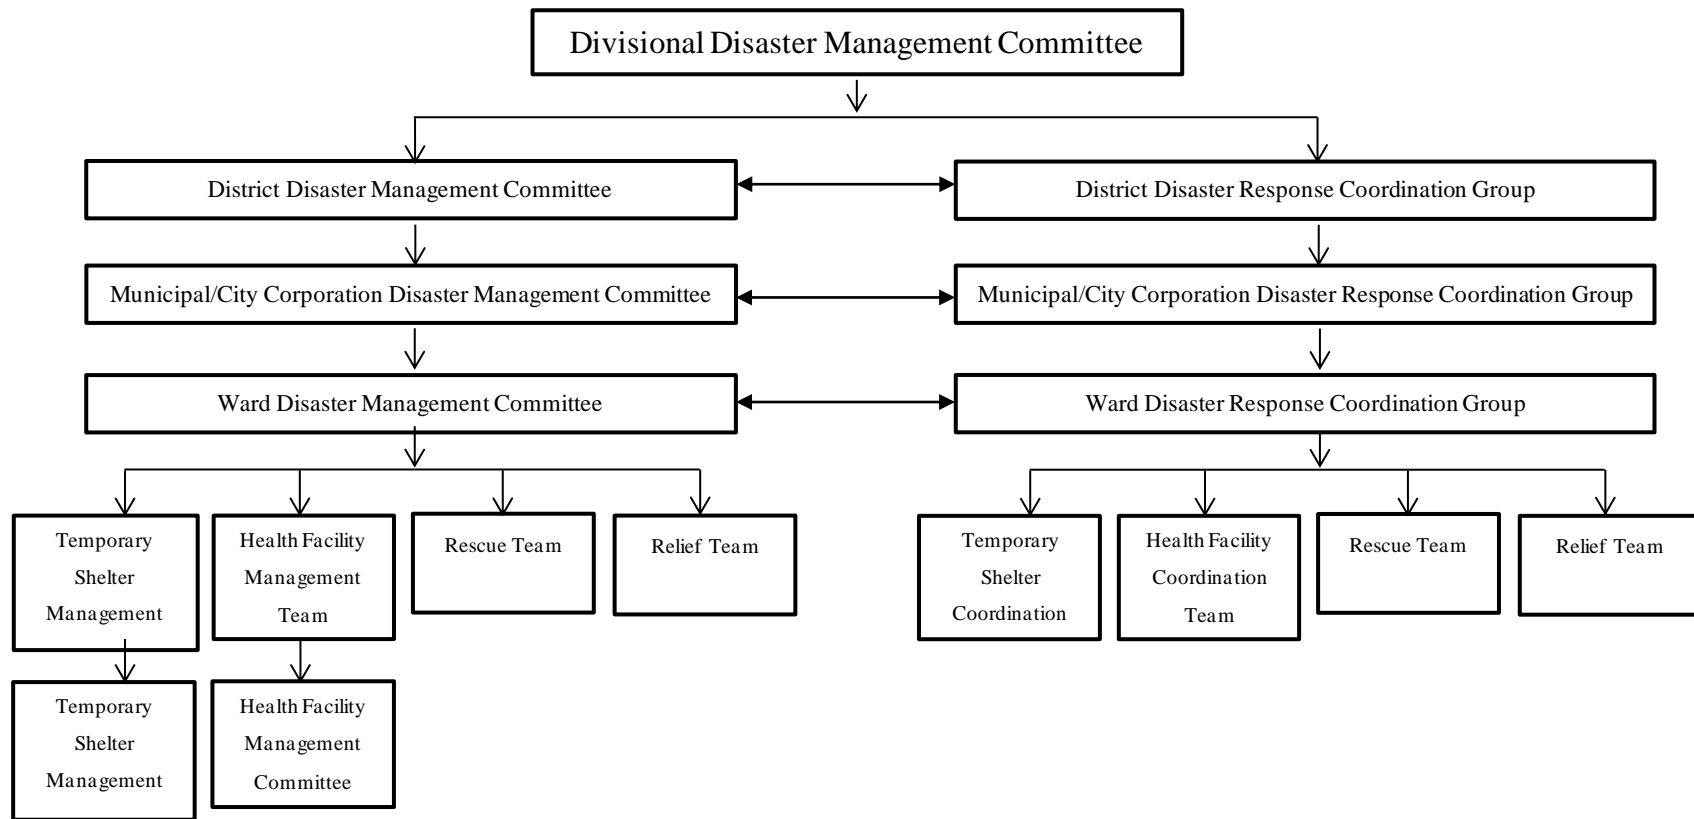 Divisional Disaster Management Committee
District Disaster Management Committee
District Disaster Response Coordination Group
Municipal/City Corporation Disaster Management Committee
Municipal/City Corporation Disaster Response Coordination Group
Ward Disaster Management Committee
Ward Disaster Response Coordination Group
Temporary
Shelter
Management
Health Facility
Management
Team
Rescue Team
Relief Team
Temporary
Shelter
Coordination
Health Facility
Coordination
Team
Rescue Team
Relief Team
Temporary
Shelter
Management
Health Facility
Management
Committee